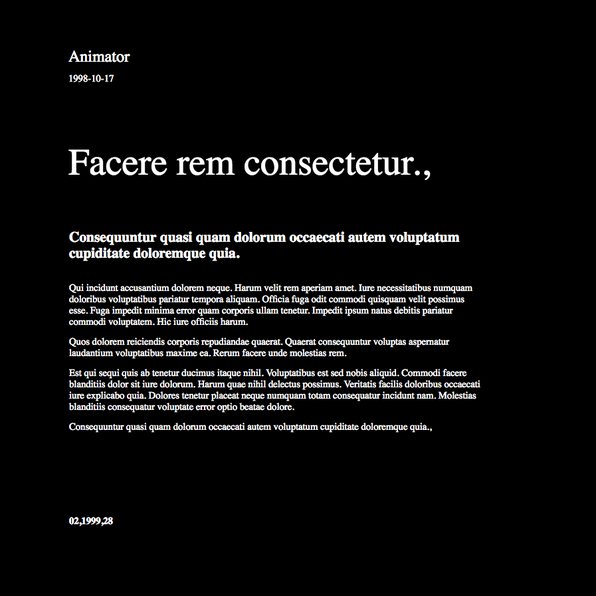 Animator
1998-10-17
Facere rem consectetur.,
Consequuntur quasi quam dolorum occaecati autem voluptatum
cupiditate doloremque quia.
Qui incidunt accusantium dolorem neque. Harum velit rem aperiam amet. Iure necessitatibus numquam
doloribus voluptatibus pariatur tempora aliquam. Officia fuga odit commodi quisquam velit possimus
esse. Fuga impedit minima error quam corporis ullam tenetur. Impedit ipsum natus debitis pariatur
commodi voluptatem. Hic iure officiis harum.
Quos dolorem reiciendis corporis repudiandae quaerat. Quaerat consequuntur voluptas aspernatur
laudantium voluptatibus maxime ea. Rerum facere unde molestias rem.
Est qui sequi quis ab tenetur ducimus itaque nihil. Voluptatibus est sed nobis aliquid. Commodi facere
blanditiis dolor sit iure dolorum. Harum quae nihil delectus possimus. Veritatis facilis doloribus occaecati
iure explicabo quia. Dolores tenetur placeat neque numquam totam consequatur incidunt nam. Molestias
blanditiis consequatur voluptate error optio beatae dolore.
Consequuntur quasi quam dolorum occaecati autem voluptatum cupiditate doloremque quia.,
02,1999,28